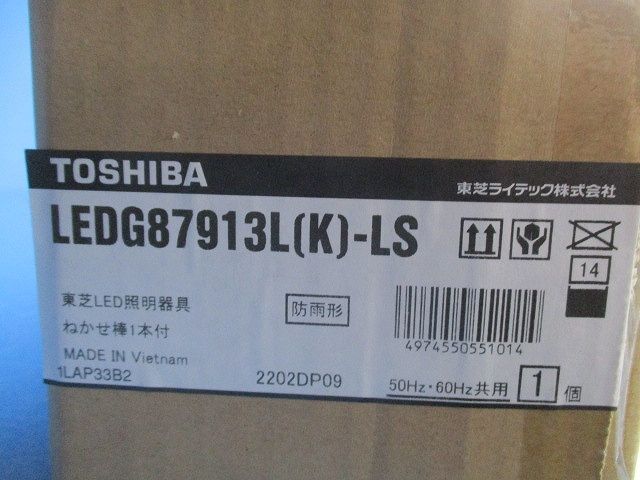 TOSHIBA 東芝ライテック株式会社
LEDG87913L(K)-LS
14
東芝LED照明器具 防雨形
ねかせ棒1本付
4974550551014
MADE IN Vietnam
1LAP33B2 2202DP09 50Hz・60Hz共用 1個